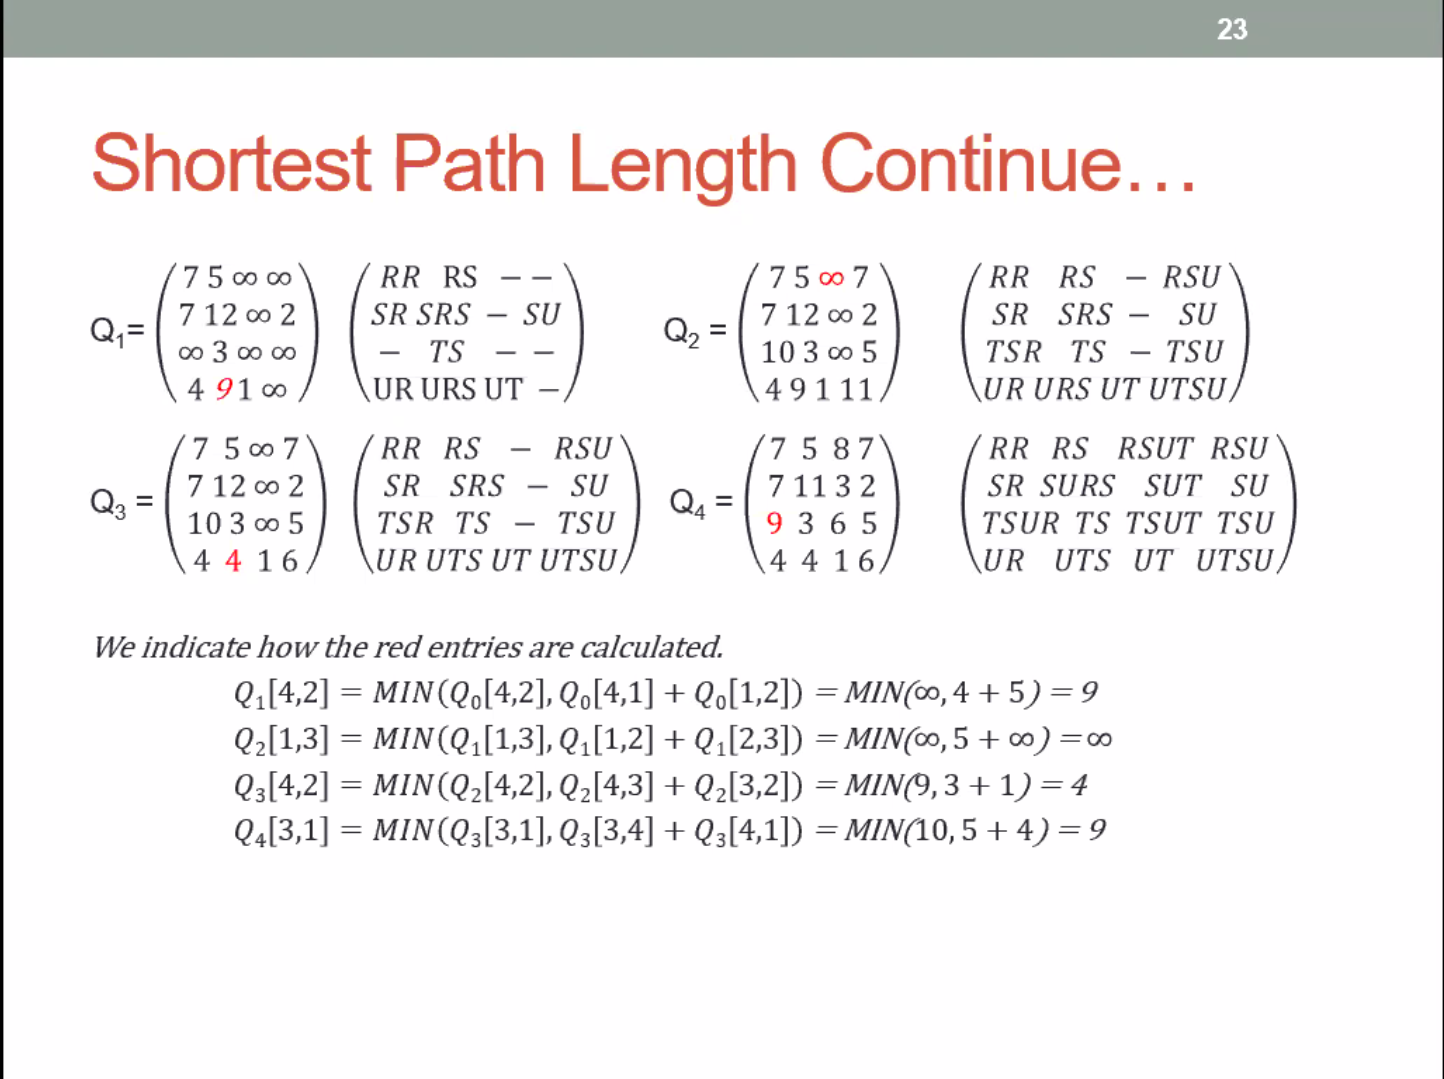 23
Shortest Path Length Continue…
Q₁= (7 5 ∞ ∞) (RR RS − −) Q₂ = (7 5 ∞ 7) (RR RS − RSU)
7 12 ∞ 2 SR SRS − SU 7 12 ∞ 2 SR SRS − SU
∞ 3 ∞ ∞ − TS − − 10 3 ∞ 5 TSR TS − TSU
4 9 1 ∞ UR URS UT − 4 9 1 11 UR URS UT UTSU
Q₃ = (7 5 ∞ 7) (RR RS − RSU) Q₄ = (7 5 8 7) (RR RS RSUT RSU)
7 12 ∞ 2 SR SRS − SU 7 11 3 2 SR SURS SUT SU
10 3 ∞ 5 TSR TS − TSU 9 3 6 5 TSUR TS TSUT TSU
4 4 1 6 UR UTS UT UTSU 4 4 1 6 UR UTS UT UTSU
We indicate how the red entries are calculated.
Q₁[4,2] = MIN(Q₀[4,2], Q₀[4,1] + Q₀[1,2]) = MIN(∞, 4 + 5) = 9
Q₂[1,3] = MIN(Q₁[1,3], Q₁[1,2] + Q₁[2,3]) = MIN(∞, 5 + ∞) = ∞
Q₃[4,2] = MIN(Q₂[4,2], Q₂[4,3] + Q₂[3,2]) = MIN(9, 3 + 1) = 4
Q₄[3,1] = MIN(Q₃[3,1], Q₃[3,4] + Q₃[4,1]) = MIN(10, 5 + 4) = 9